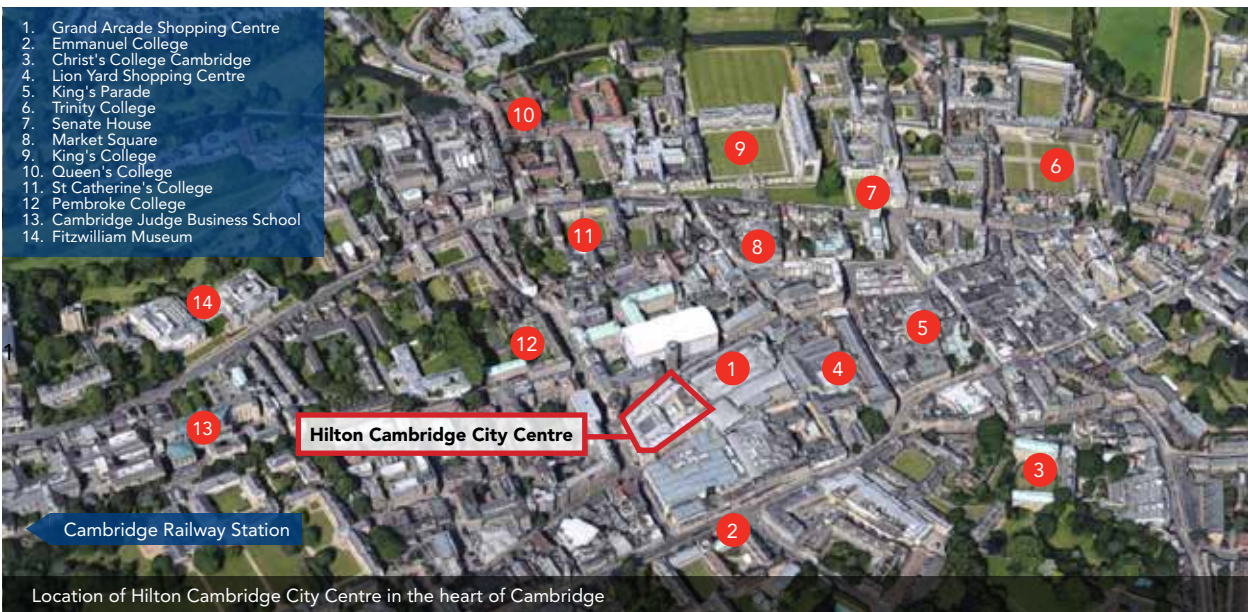 1. Grand Arcade Shopping Centre
2. Emmanuel College
3. Christ's College Cambridge
4. Lion Yard Shopping Centre
5. King's Parade
6. Trinity College
7. Senate House
8. Market Square
9. King's College
10. Queen's College
11. St Catherine's College
12 Pembroke College
13. Cambridge Judge Business School
14. Fitzwilliam Museum
10
9
6
7
11
8
14
5
1
12
1
4
13
Hilton Cambridge City Centre
3
Cambridge Railway Station
2
Location of Hilton Cambridge City Centre in the heart of Cambridge